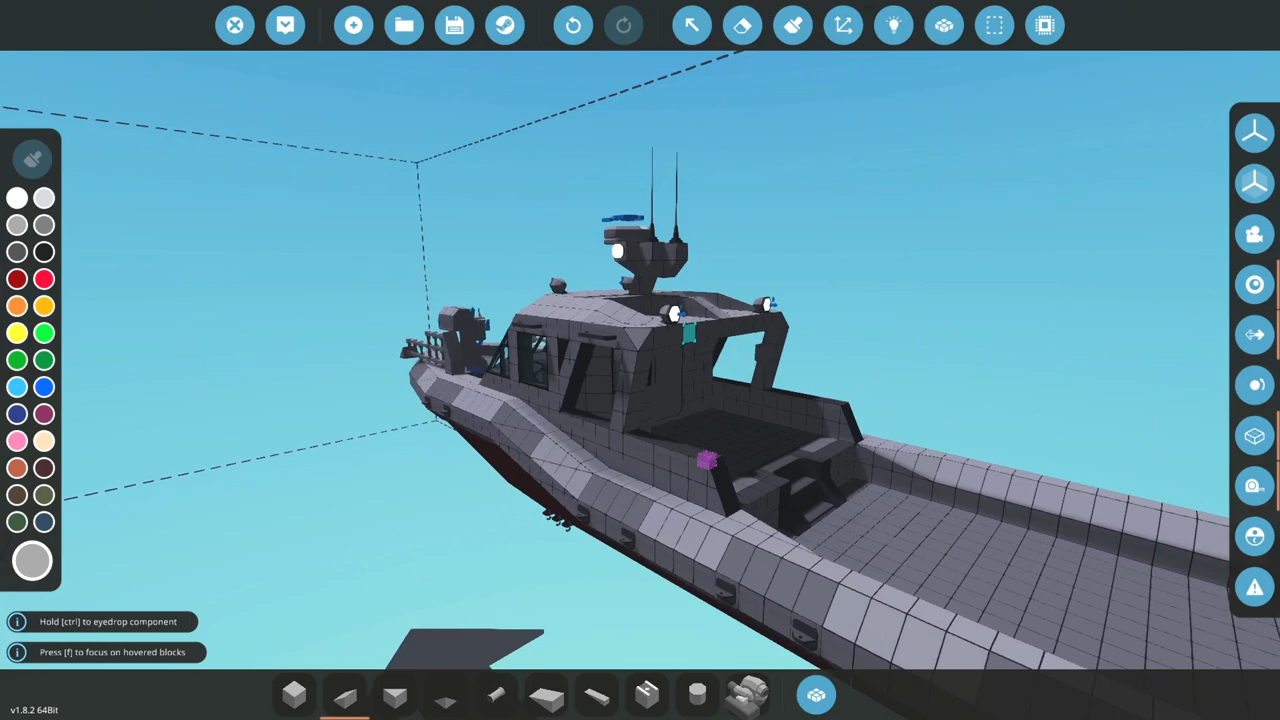 Hold [ctrl] to eyedrop component
Press [f] to focus on hovered blocks
v1.8.2 64Bit